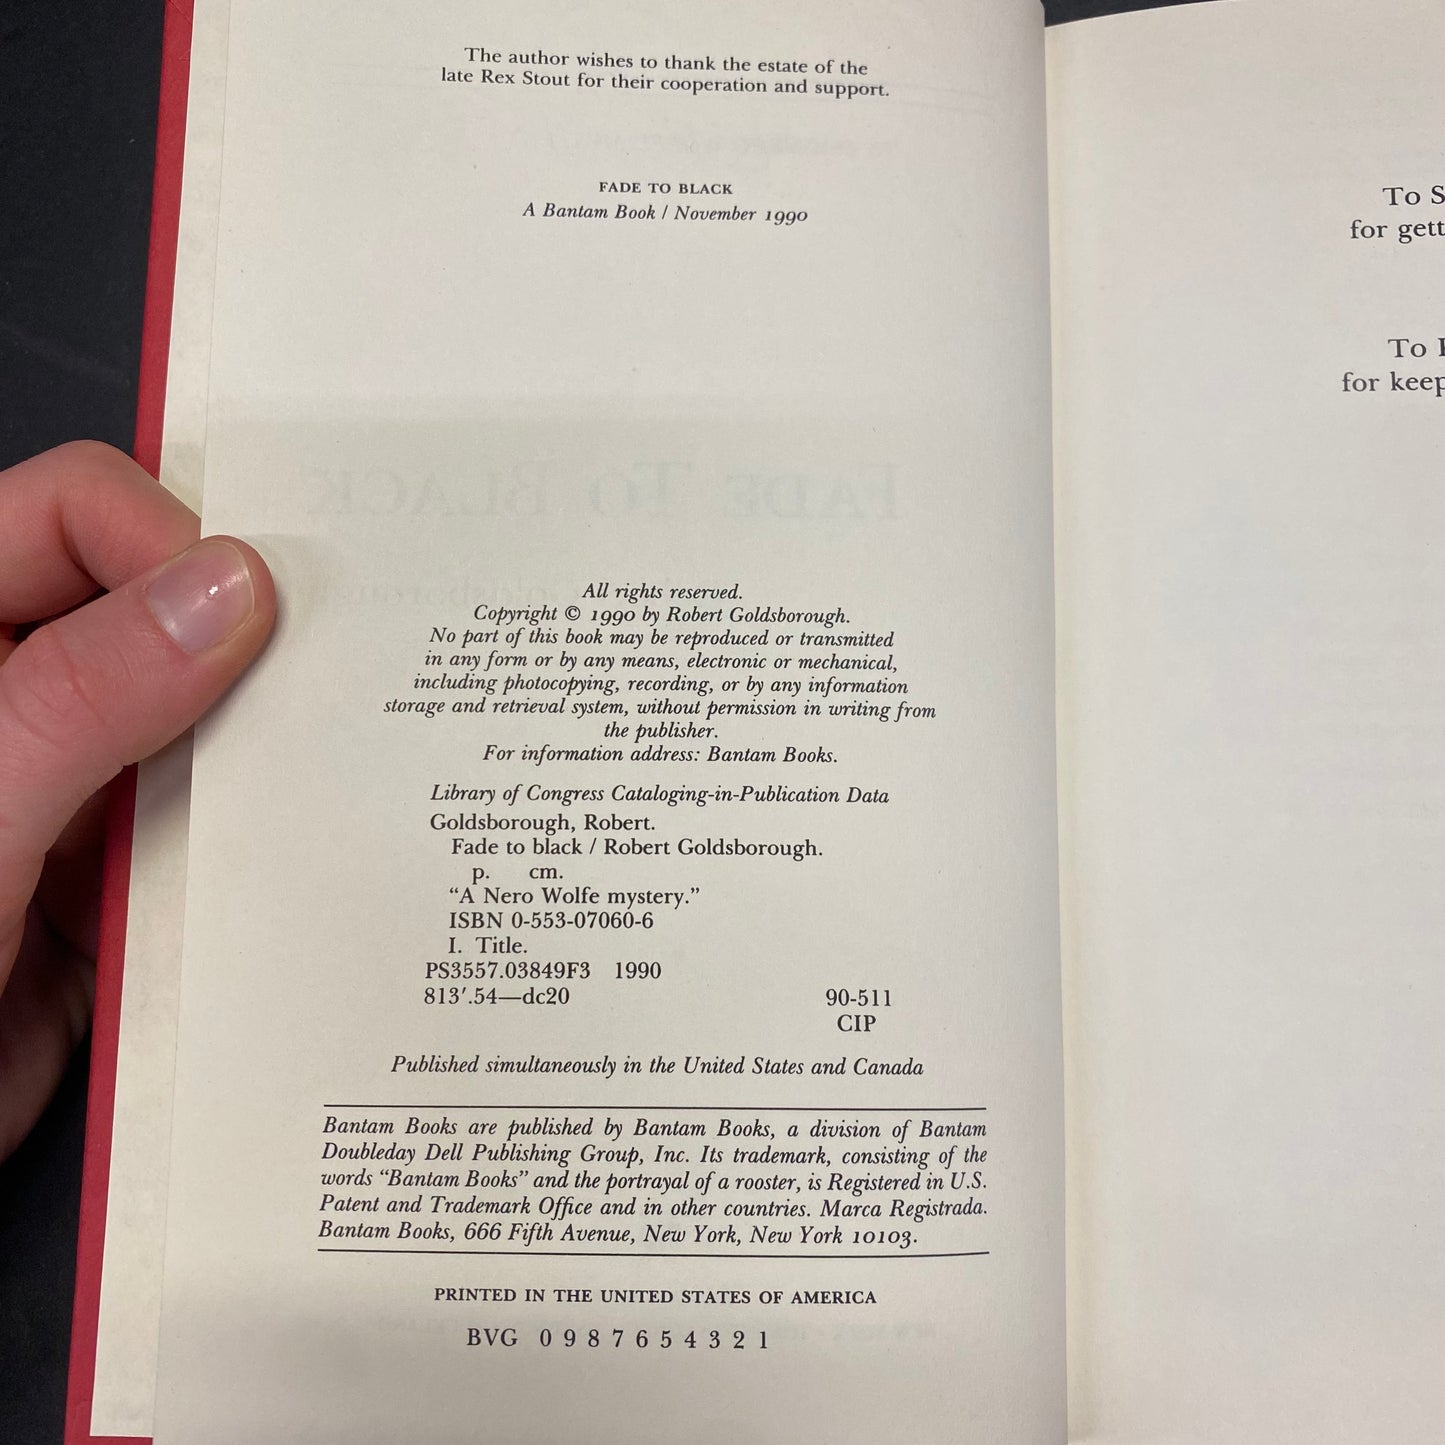 The author wishes to thank the estate of the
late Rex Stout for their cooperation and support.
FADE TO BLACK
A Bantam Book / November 1990
FADE TO BLACK
All rights reserved.
Copyright © 1990 by Robert Goldsborough.
No part of this book may be reproduced or transmitted
in any form or by any means, electronic or mechanical,
including photocopying, recording, or by any information
storage and retrieval system, without permission in writing from
the publisher.
For information address: Bantam Books.
Library of Congress Cataloging-in-Publication Data
Goldsborough, Robert.
Fade to black / Robert Goldsborough.
p. cm.
“A Nero Wolfe mystery.”
ISBN 0-553-07060-6
I. Title.
PS3557.03849F3 1990
813′.54—dc20
90-511
CIP
Published simultaneously in the United States and Canada
Bantam Books are published by Bantam Books, a division of Bantam
Doubleday Dell Publishing Group, Inc. Its trademark, consisting of the
words “Bantam Books” and the portrayal of a rooster, is Registered in U.S.
Patent and Trademark Office and in other countries. Marca Registrada.
Bantam Books, 666 Fifth Avenue, New York, New York 10103.
PRINTED IN THE UNITED STATES OF AMERICA
BVG 0 9 8 7 6 5 4 3 2 1
To S
for gett
To
for keep